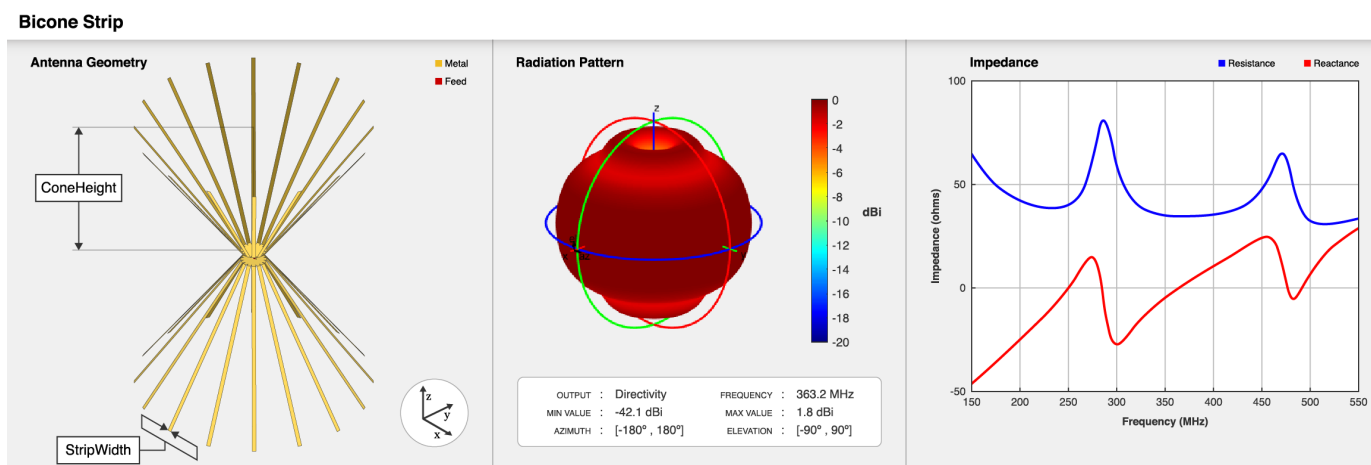 Bicone Strip
Antenna Geometry
Metal
Feed
ConeHeight
StripWidth
z
y
x
Radiation Pattern
z
0
-2
-4
-6
-8
-10
-12
-14
-16
-18
-20
dBi
OUTPUT : Directivity FREQUENCY : 363.2 MHz
MIN VALUE : -42.1 dBi MAX VALUE : 1.8 dBi
AZIMUTH : [-180° , 180°] ELEVATION : [-90° , 90°]
Impedance
Resistance Reactance
100
50
0
-50
Impedance (ohms)
150 200 250 300 350 400 450 500 550
Frequency (MHz)